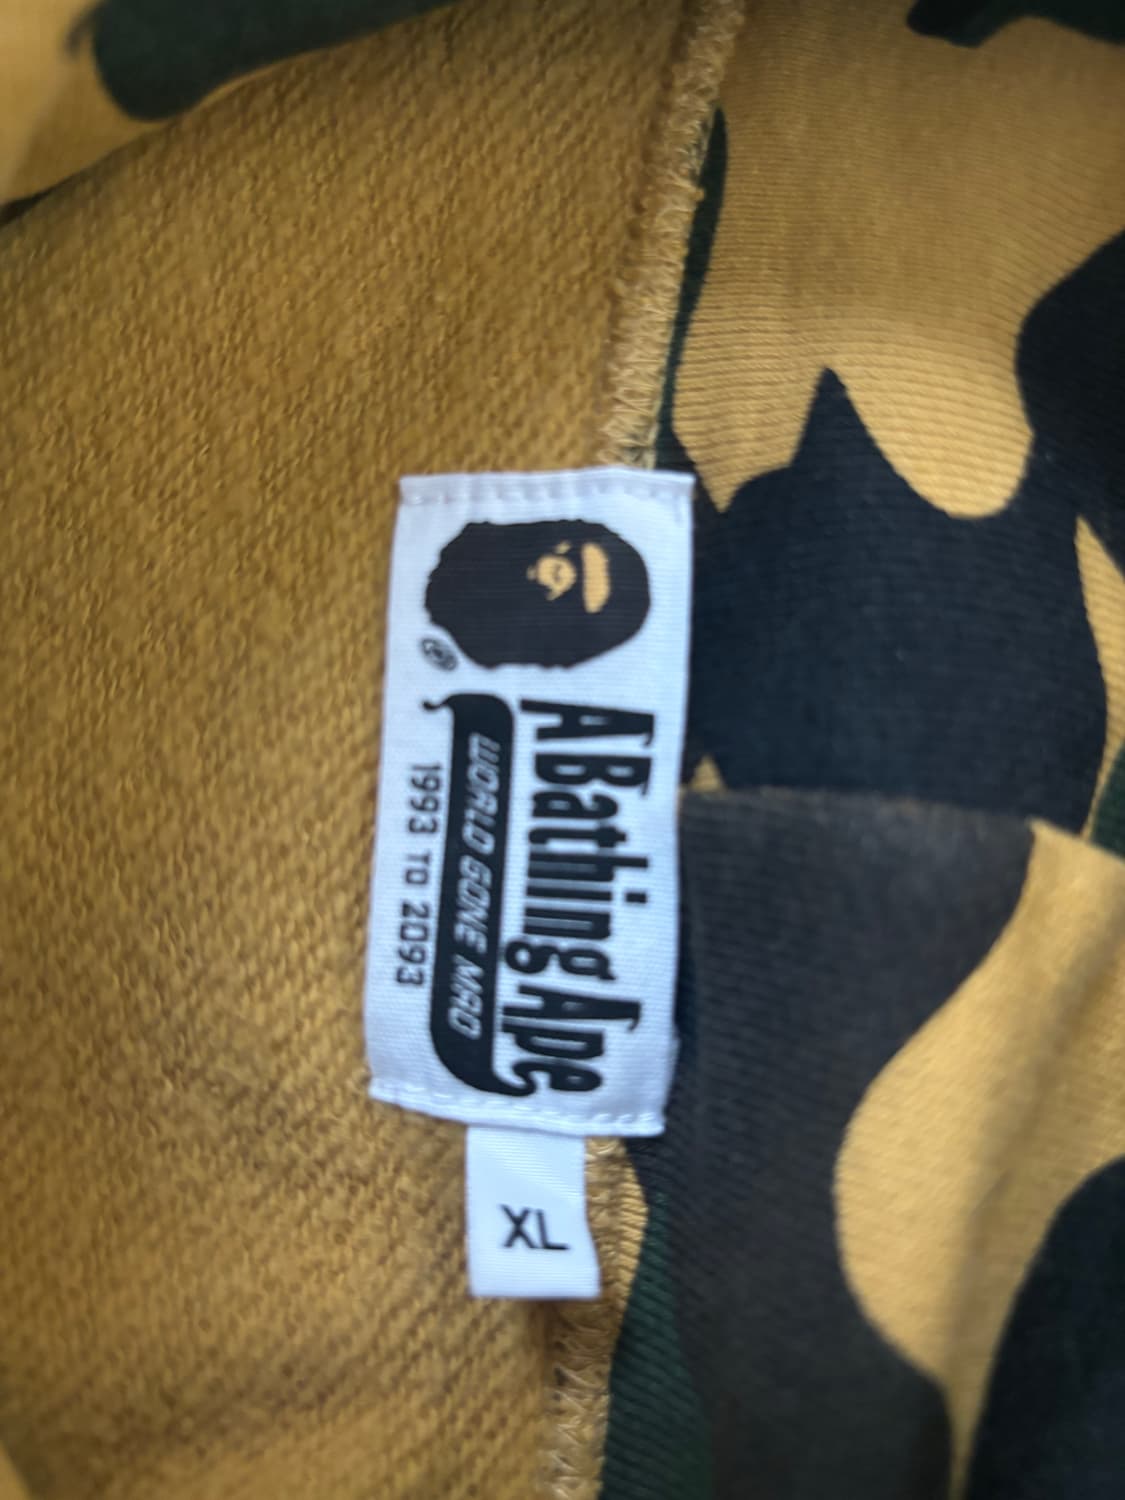 ®
A Bathing Ape
WORLD GONE MAD
1993 TO 2093
XL